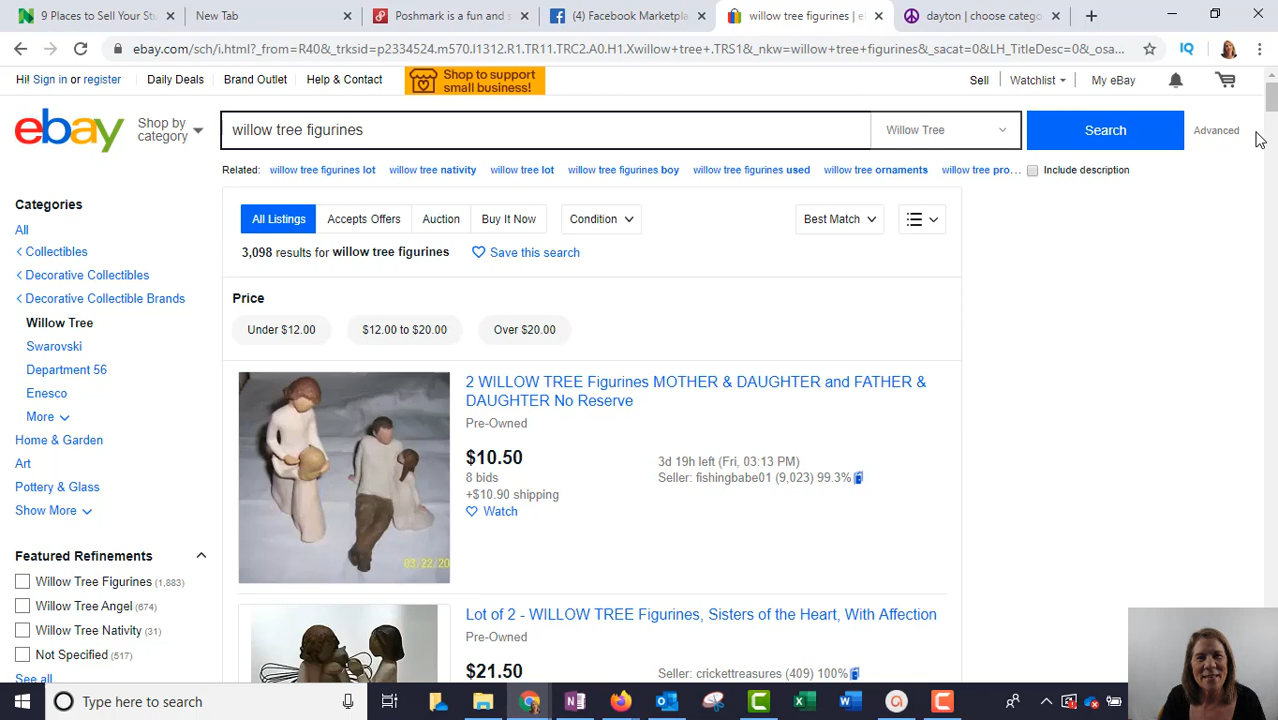 9 Places to Sell Your Stu
New Tab
Poshmark is a fun and s
(4) Facebook Marketpla
willow tree figurines | e
dayton | choose catego
ebay.com/sch/i.html?_from=R40&_trksid=p2334524.m570.l1312.R1.TR11.TRC2.A0.H1.Xwillow+tree+.TRS1&_nkw=willow+tree+figurines&_sacat=0&LH_TitleDesc=0&_osa...
IQ
Hi! Sign in or register
Daily Deals
Brand Outlet
Help & Contact
Shop to support
small business!
Sell
Watchlist
My eBay
ebay
Shop by
category
willow tree figurines
Willow Tree
Search
Advanced
Related: willow tree figurines lot willow tree nativity willow tree lot willow tree figurines boy willow tree figurines used willow tree ornaments willow tree pro... Include description
Categories
All
Collectibles
Decorative Collectibles
Decorative Collectible Brands
Willow Tree
Swarovski
Department 56
Enesco
More
Home & Garden
Art
Pottery & Glass
Show More
Featured Refinements
Willow Tree Figurines (1,883)
Willow Tree Angel (674)
Willow Tree Nativity (31)
Not Specified (517)
See all
All Listings
Accepts Offers
Auction
Buy It Now
Condition
Best Match
3,098 results for willow tree figurines
Save this search
Price
Under $12.00
$12.00 to $20.00
Over $20.00
2 WILLOW TREE Figurines MOTHER & DAUGHTER and FATHER &
DAUGHTER No Reserve
Pre-Owned
$10.50
8 bids
+$10.90 shipping
Watch
3d 19h left (Fri, 03:13 PM)
Seller: fishingbabe01 (9,023) 99.3%
03/22/20
Lot of 2 - WILLOW TREE Figurines, Sisters of the Heart, With Affection
Pre-Owned
$21.50
Seller: crickettreasures (409) 100%
Type here to search